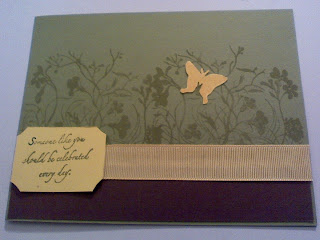 Someone like you
should be celebrated
every day.